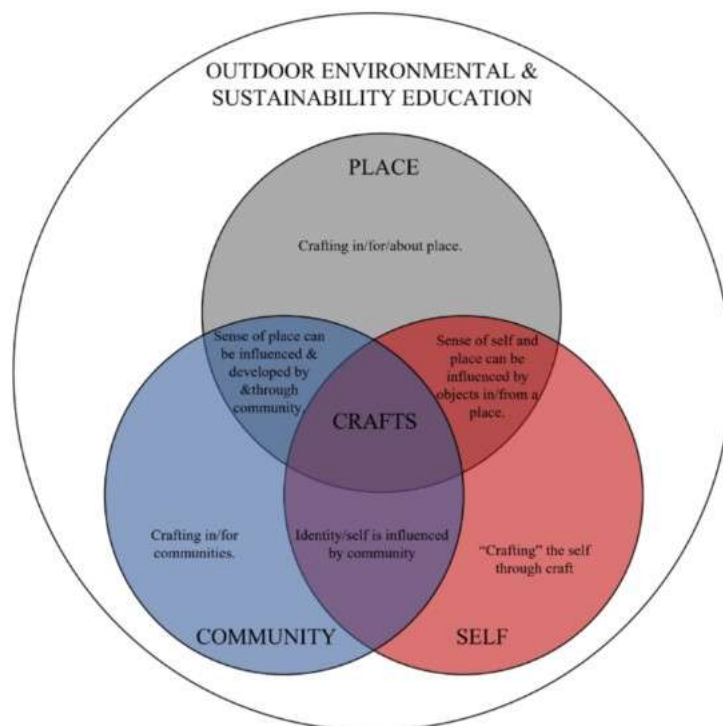 OUTDOOR ENVIRONMENTAL &
SUSTAINABILITY EDUCATION
PLACE
Crafting in/for/about place.
Sense of place can
be influenced &
developed by
&through
community,
Sense of self and
place can be
influenced by
objects in/from a
place.
CRAFTS
Crafting in/for
communities.
Identity/self is influenced
by community
“Crafting” the self
through craft
COMMUNITY
SELF